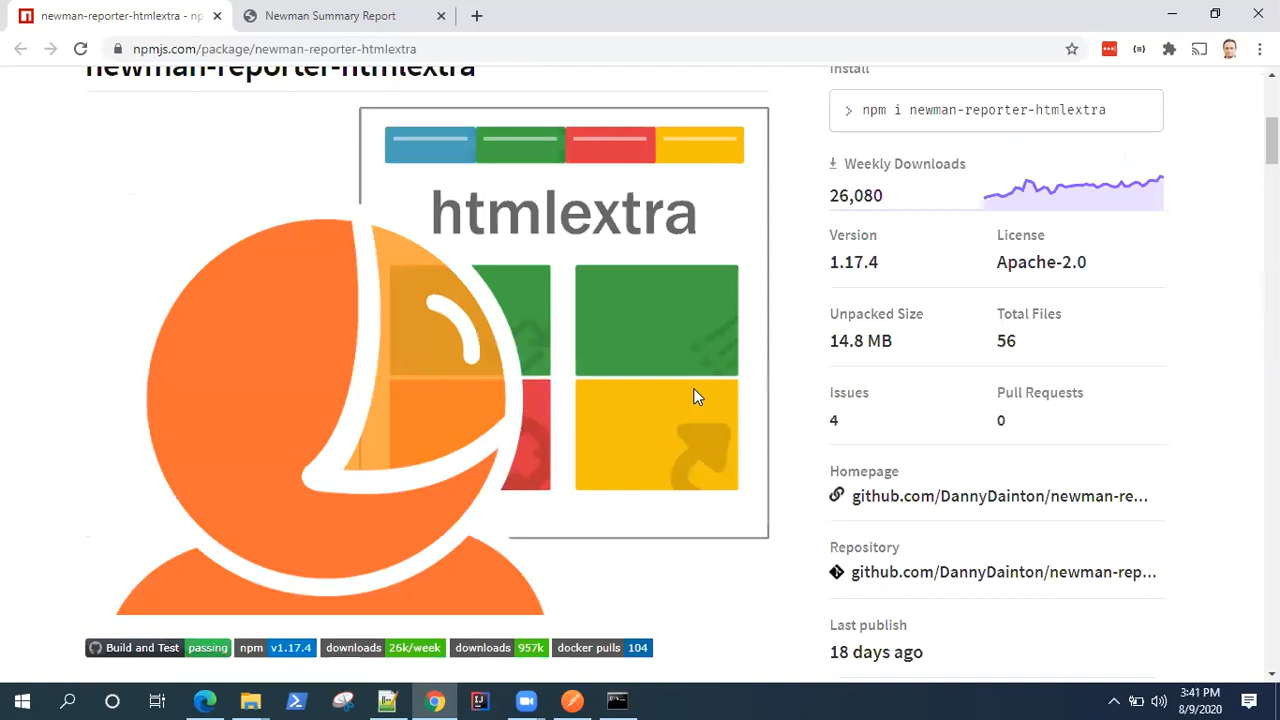 newman-reporter-htmlextra - np
Newman Summary Report
npmjs.com/package/newman-reporter-htmlextra
newman-reporter-htmlextra
htmlextra
Build and Test passing
npm v1.17.4
downloads 26k/week
downloads 957k
docker pulls 104
Install
> npm i newman-reporter-htmlextra
Weekly Downloads
26,080
Version
License
1.17.4
Apache-2.0
Unpacked Size
Total Files
14.8 MB
56
Issues
Pull Requests
4
0
Homepage
github.com/DannyDainton/newman-re...
Repository
github.com/DannyDainton/newman-rep...
Last publish
18 days ago
3:41 PM
8/9/2020